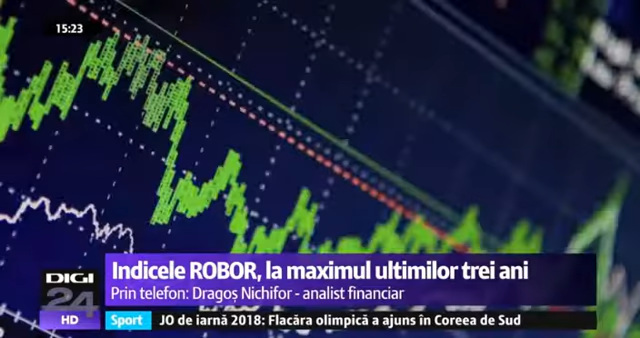 15:23
Indicele ROBOR, la maximul ultimilor trei ani
Prin telefon: Dragoș Nichifor - analist financiar
DIGI
24
HD
Sport
JO de iarnă 2018: Flacăra olimpică a ajuns în Coreea de Sud